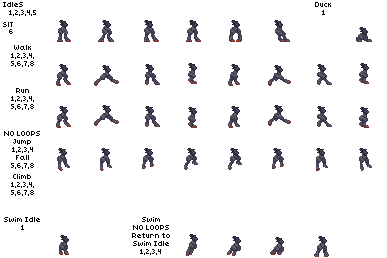 IdleS
1,2,3,4,5
Duck
1
SIT
6
Walk
1,2,3,4,
5,6,7,8
Run
1,2,3,4,
5,6,7,8
NO LOOPS
Jump
1,2,3,4
Fall
5,6,7,8
Climb
1,2,3,4,
5,6,7,8
Swim Idle
1
Swim
NO LOOPS
Return to
Swim Idle
1,2,3,4